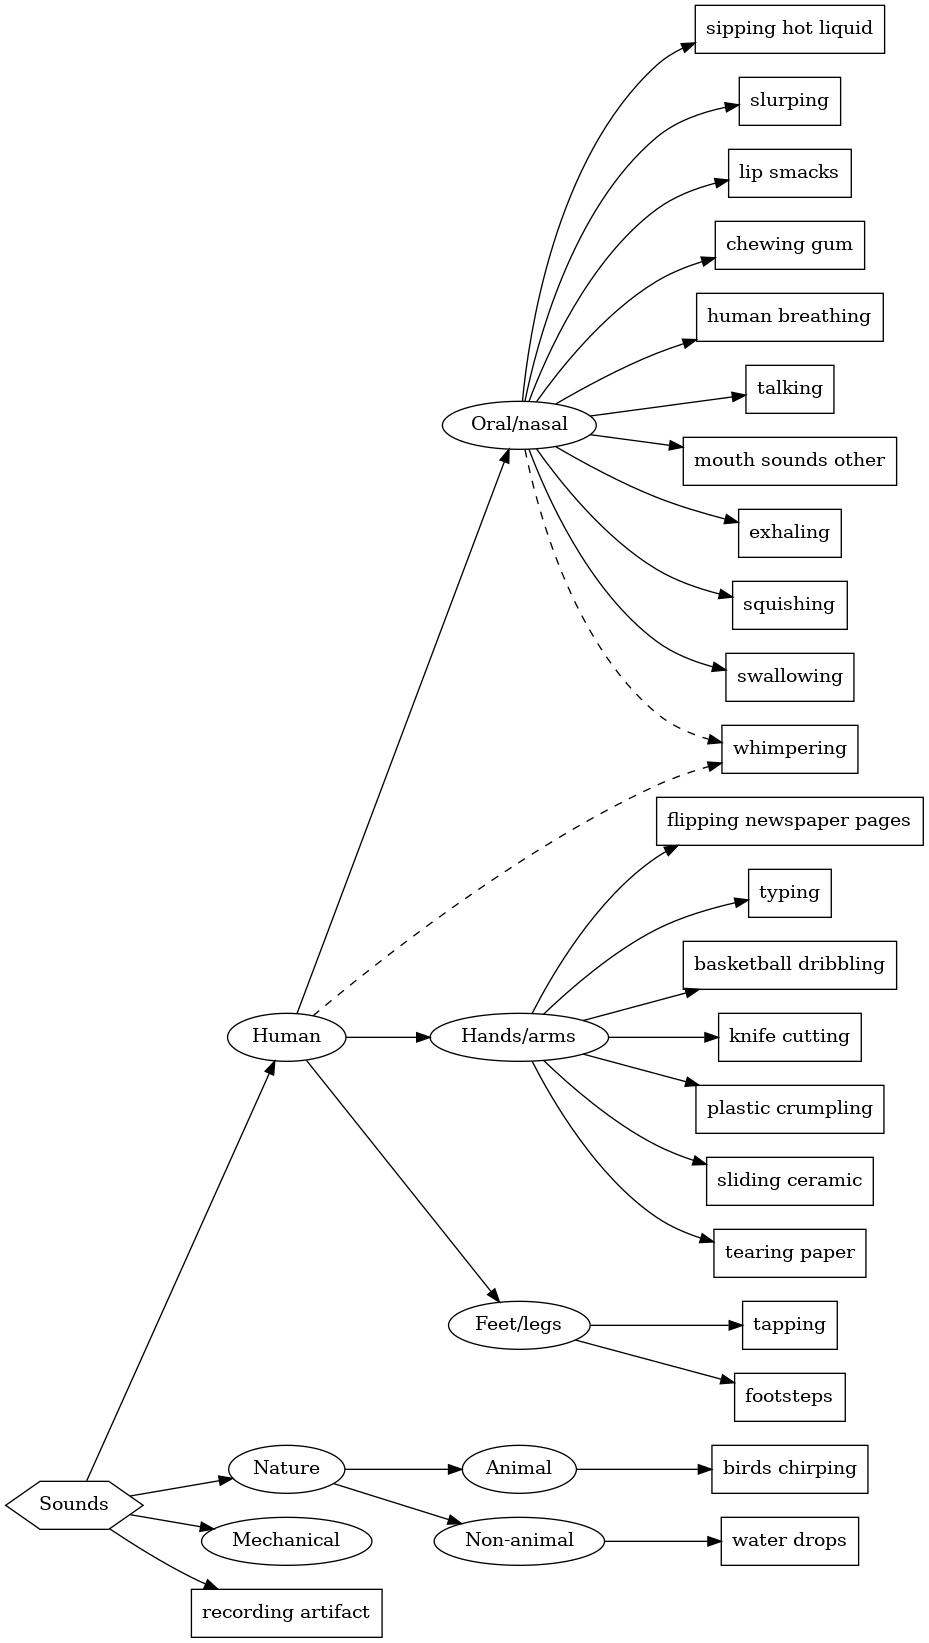 sipping hot liquid
slurping
lip smacks
chewing gum
human breathing
talking
Oral/nasal
mouth sounds other
exhaling
squishing
swallowing
whimpering
flipping newspaper pages
typing
basketball dribbling
Human
Hands/arms
knife cutting
plastic crumpling
sliding ceramic
tearing paper
Feet/legs
tapping
footsteps
Nature
Animal
birds chirping
Sounds
Mechanical
Non-animal
water drops
recording artifact